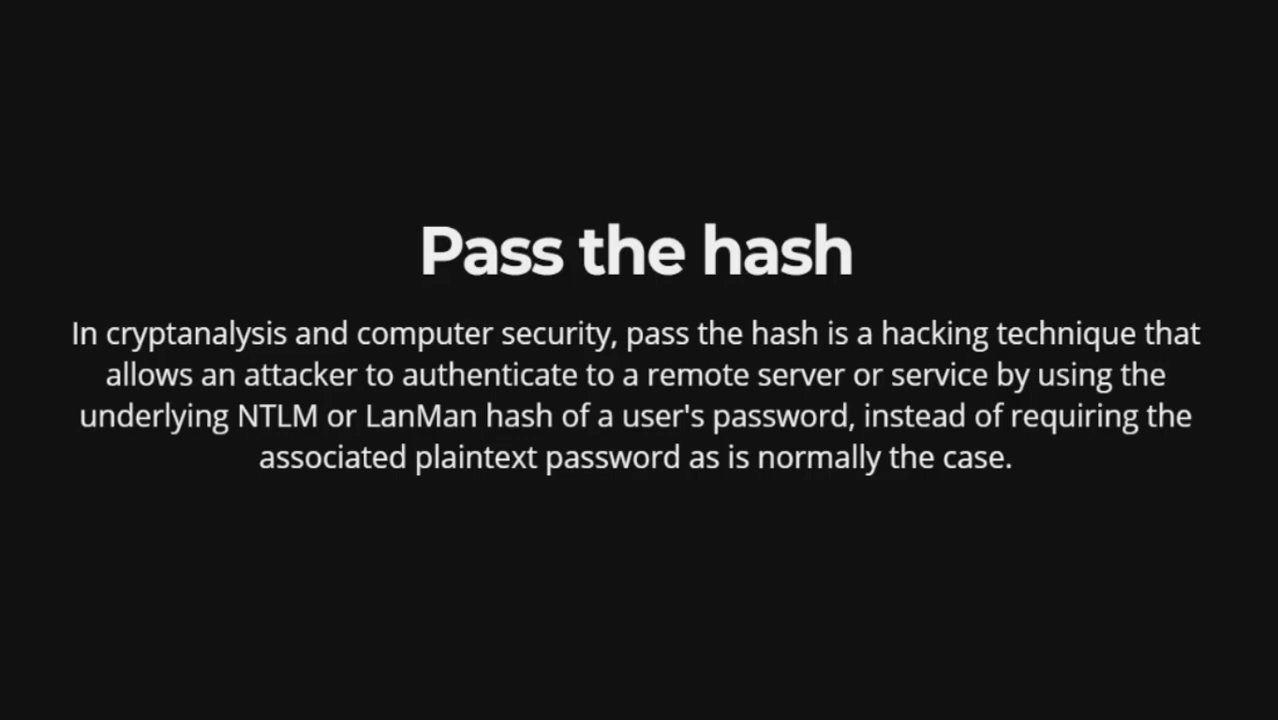 Pass the hash
In cryptanalysis and computer security, pass the hash is a hacking technique that
allows an attacker to authenticate to a remote server or service by using the
underlying NTLM or LanMan hash of a user's password, instead of requiring the
associated plaintext password as is normally the case.